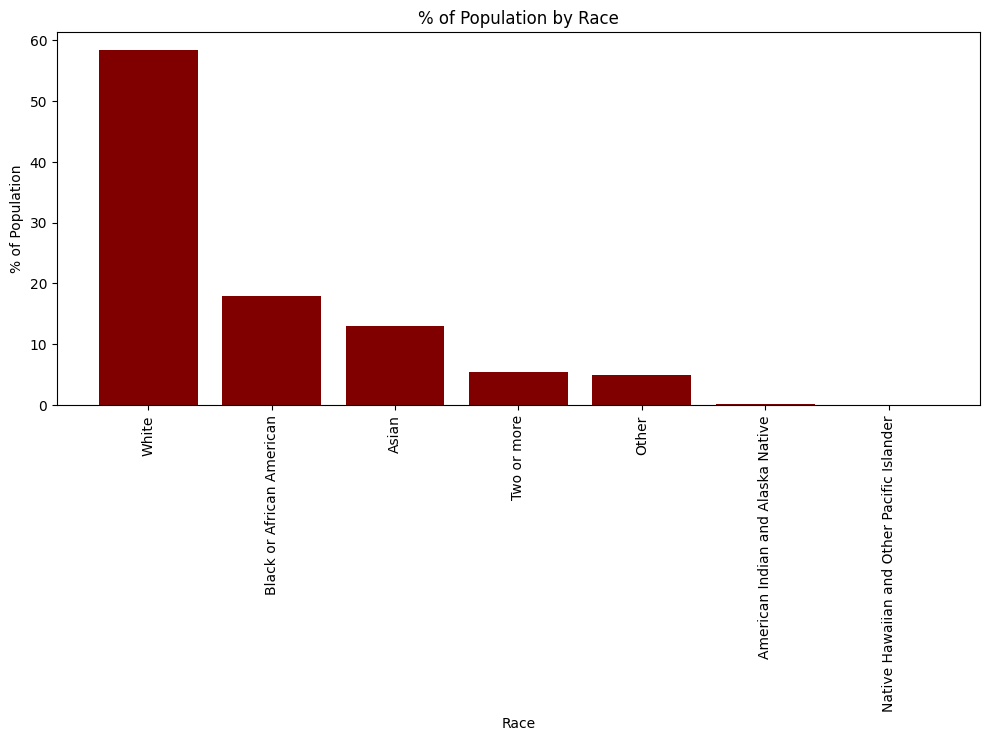 % of Population by Race
% of Population
60
50
40
30
20
10
0
White
Black or African American
Asian
Two or more
Other
American Indian and Alaska Native
Native Hawaiian and Other Pacific Islander
Race